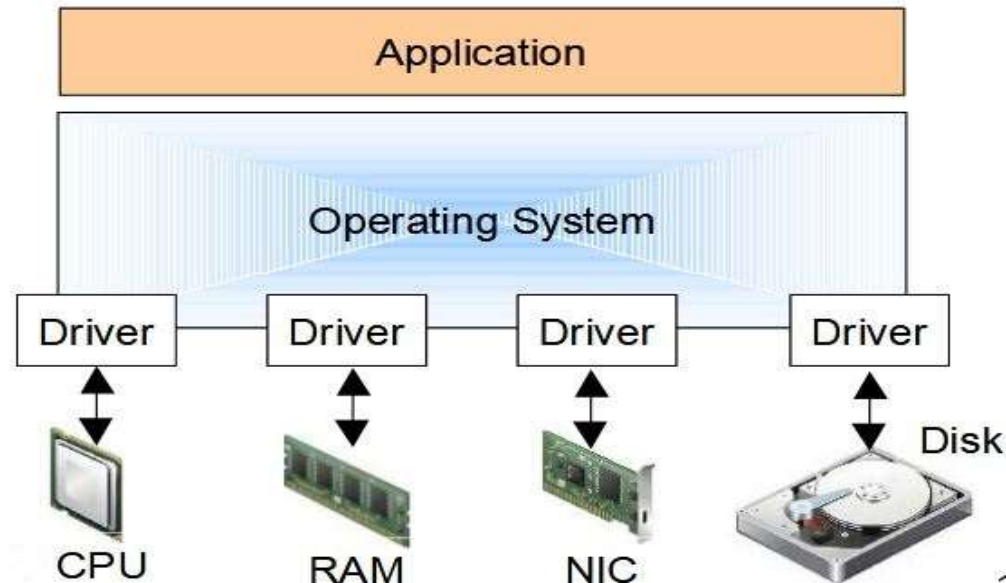 Application
Operating System
Driver Driver Driver Driver
Disk
CPU RAM NIC